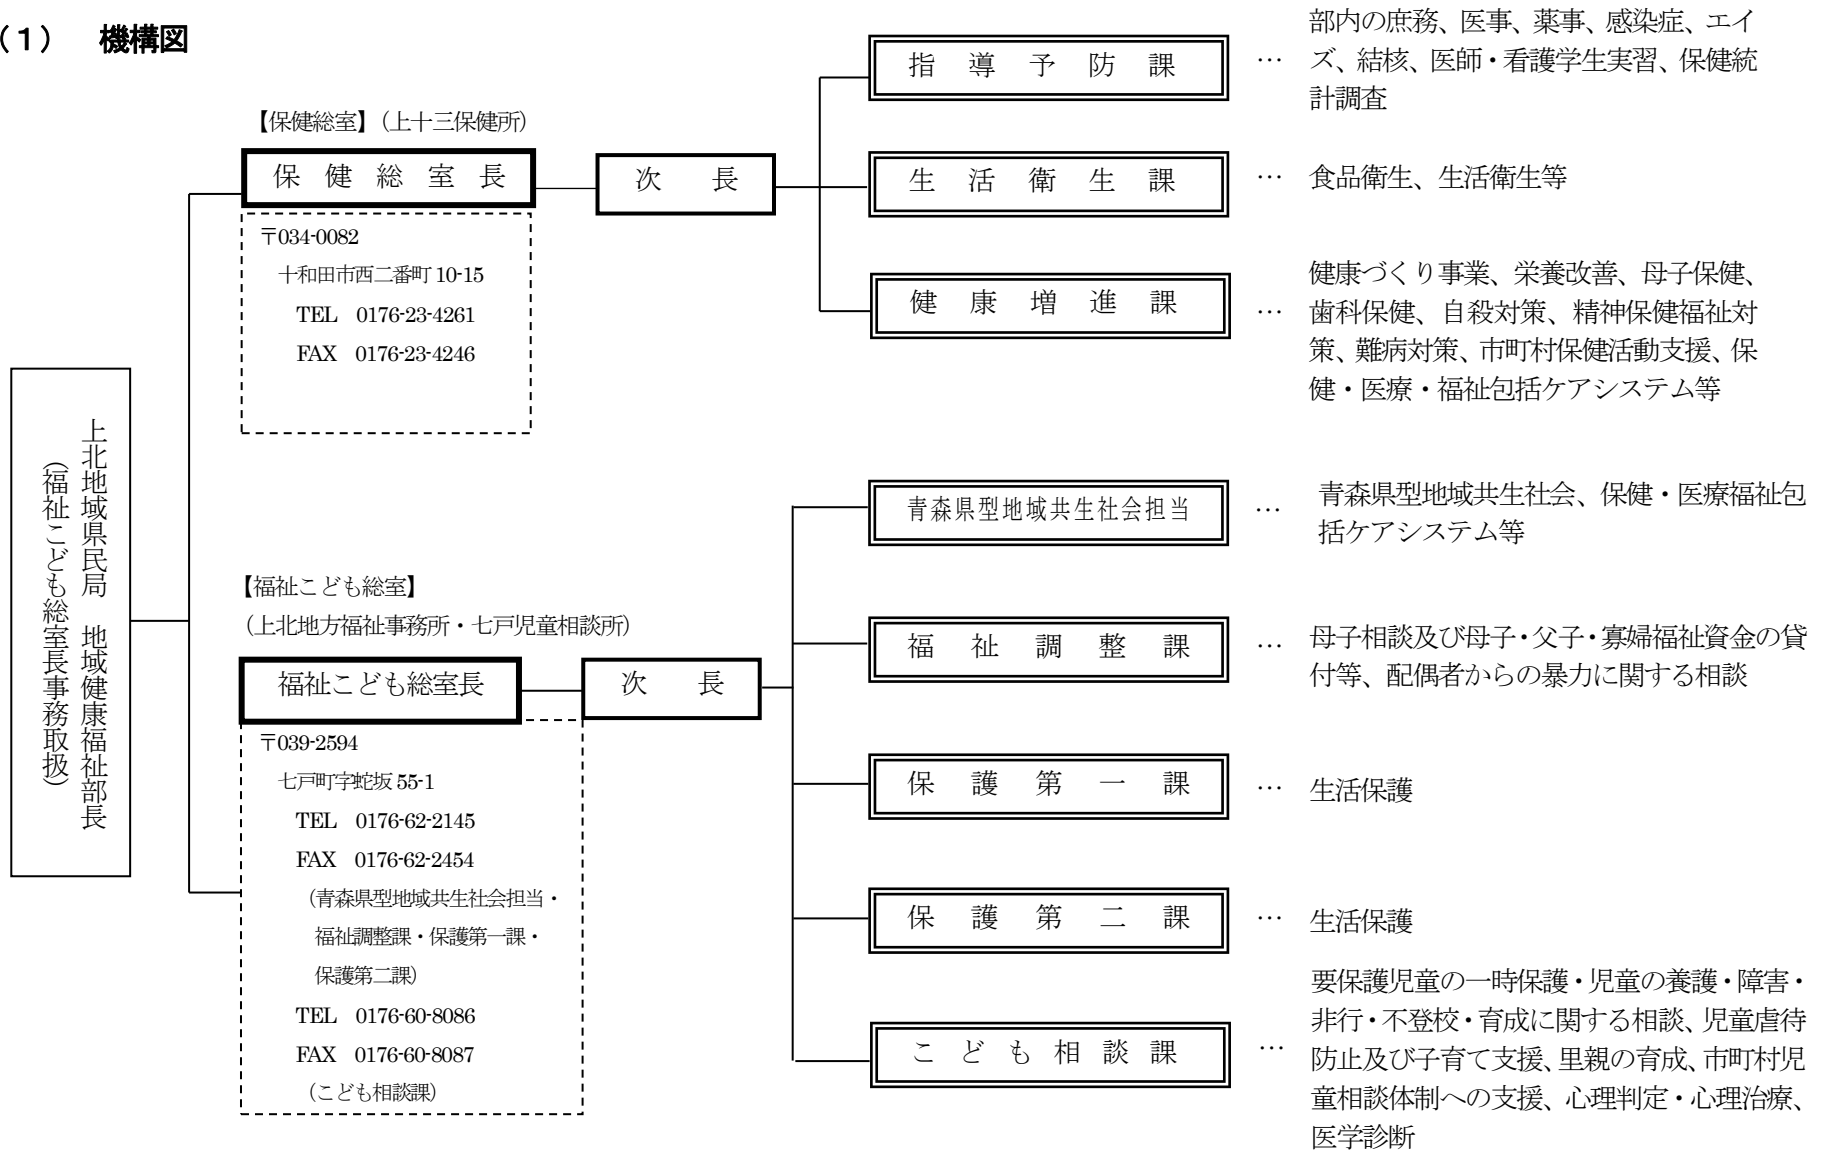 （１）　機構図
上北地域県民局　地域健康福祉部長
（福祉こども総室長事務取扱）
【保健総室】（上十三保健所）
保健総室長
次長
〒034-0082
十和田市西二番町 10-15
TEL　0176-23-4261
FAX　0176-23-4246
指導予防課
… 部内の庶務、医事、薬事、感染症、エイ
ズ、結核、医師・看護学生実習、保健統
計調査
生活衛生課
… 食品衛生、生活衛生等
健康増進課
健康づくり事業、栄養改善、母子保健、
… 歯科保健、自殺対策、精神保健福祉対
策、難病対策、市町村保健活動支援、保
健・医療・福祉包括ケアシステム等
【福祉こども総室】
（上北地方福祉事務所・七戸児童相談所）
福祉こども総室長
次長
〒039-2594
七戸町字蛇坂 55-1
TEL　0176-62-2145
FAX　0176-62-2454
（青森県型地域共生社会担当・
福祉調整課・保護第一課・
保護第二課）
TEL　0176-60-8086
FAX　0176-60-8087
（こども相談課）
青森県型地域共生社会担当
… 青森県型地域共生社会、保健・医療福祉包
括ケアシステム等
福祉調整課
… 母子相談及び母子・父子・寡婦福祉資金の貸
付等、配偶者からの暴力に関する相談
保護第一課
… 生活保護
保護第二課
… 生活保護
こども相談課
要保護児童の一時保護・児童の養護・障害・
非行・不登校・育成に関する相談、児童虐待
… 防止及び子育て支援、里親の育成、市町村児
童相談体制への支援、心理判定・心理治療、
医学診断